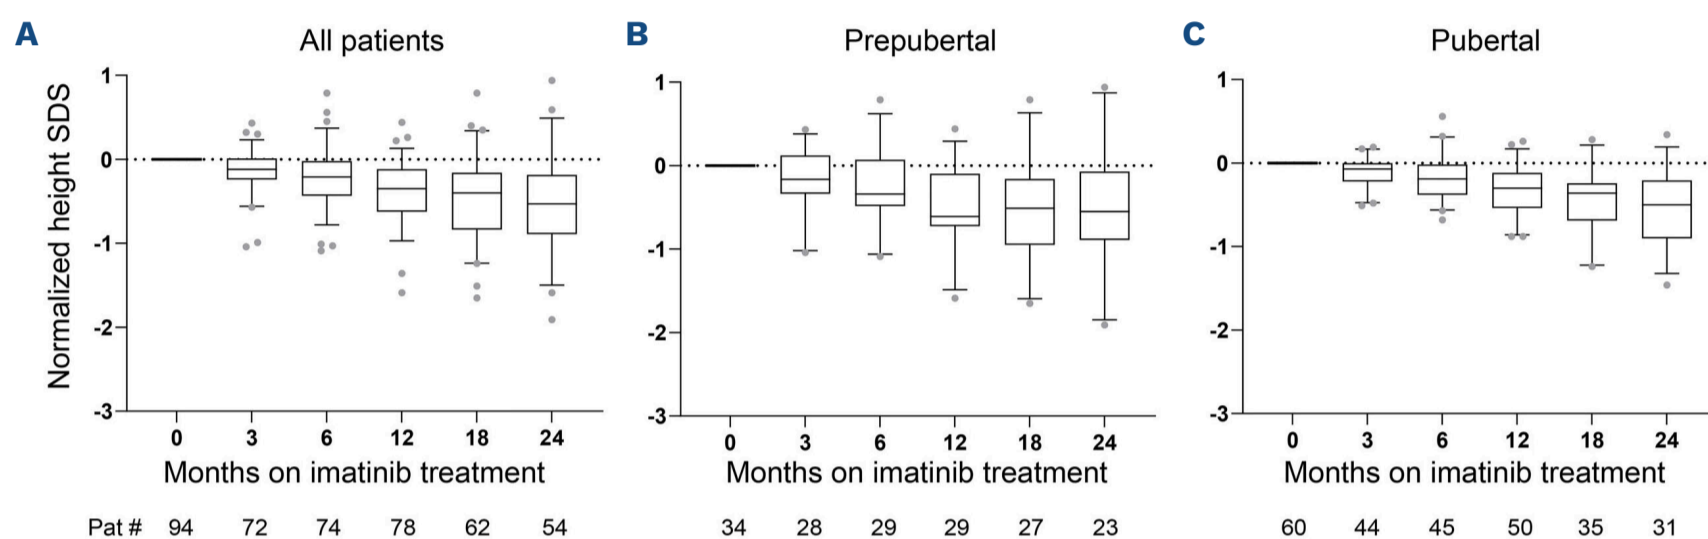 A
All patients
Normalized height SDS
1
0
-1
-2
-3
0 3 6 12 18 24
Months on imatinib treatment
Pat # 94 72 74 78 62 54
B
Prepubertal
1
0
-1
-2
-3
0 3 6 12 18 24
Months on imatinib treatment
34 28 29 29 27 23
C
Pubertal
1
0
-1
-2
-3
0 3 6 12 18 24
Months on imatinib treatment
60 44 45 50 35 31